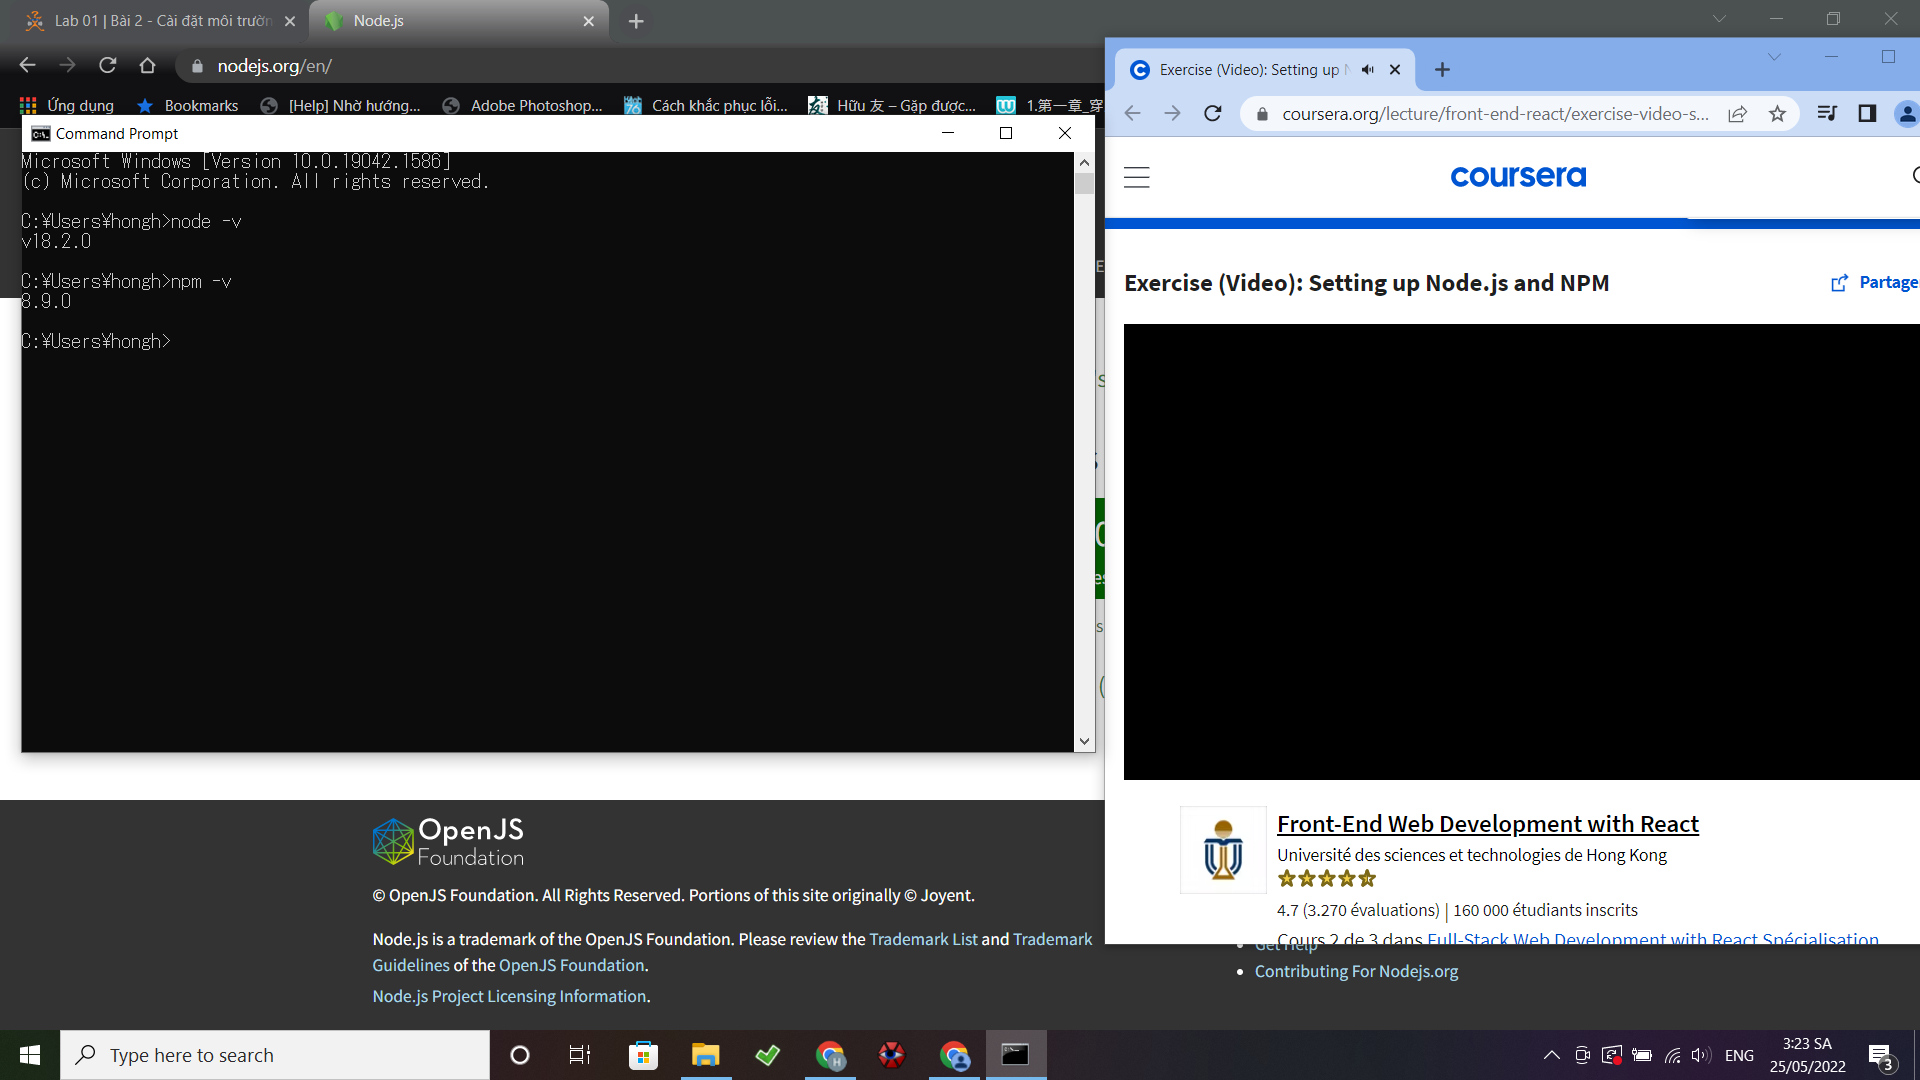 Lab 01 | Bài 2 - Cài đặt môi trườn
Node.js
nodejs.org/en/
Ứng dụng
Bookmarks
[Help] Nhờ hướng...
Adobe Photoshop...
Cách khắc phục lỗi...
Hữu 友 – Gặp được...
1.第一章_穿
Command Prompt
Microsoft Windows [Version 10.0.19042.1586]
(c) Microsoft Corporation. All rights reserved.
C:¥Users¥hongh>node -v
v18.2.0
C:¥Users¥hongh>npm -v
8.9.0
C:¥Users¥hongh>
Exercise (Video): Setting up N
coursera.org/lecture/front-end-react/exercise-video-s...
coursera
Exercise (Video): Setting up Node.js and NPM
Partage
Front-End Web Development with React
Université des sciences et technologies de Hong Kong
4.7 (3.270 évaluations) | 160 000 étudiants inscrits
Cours 2 de 3 dans Full-Stack Web Development with React Spécialisation
OpenJS
Foundation
© OpenJS Foundation. All Rights Reserved. Portions of this site originally © Joyent.
Node.js is a trademark of the OpenJS Foundation. Please review the Trademark List and Trademark
Guidelines of the OpenJS Foundation.
Node.js Project Licensing Information.
Get Help
Contributing For Nodejs.org
Type here to search
ENG
3:23 SA
25/05/2022
3